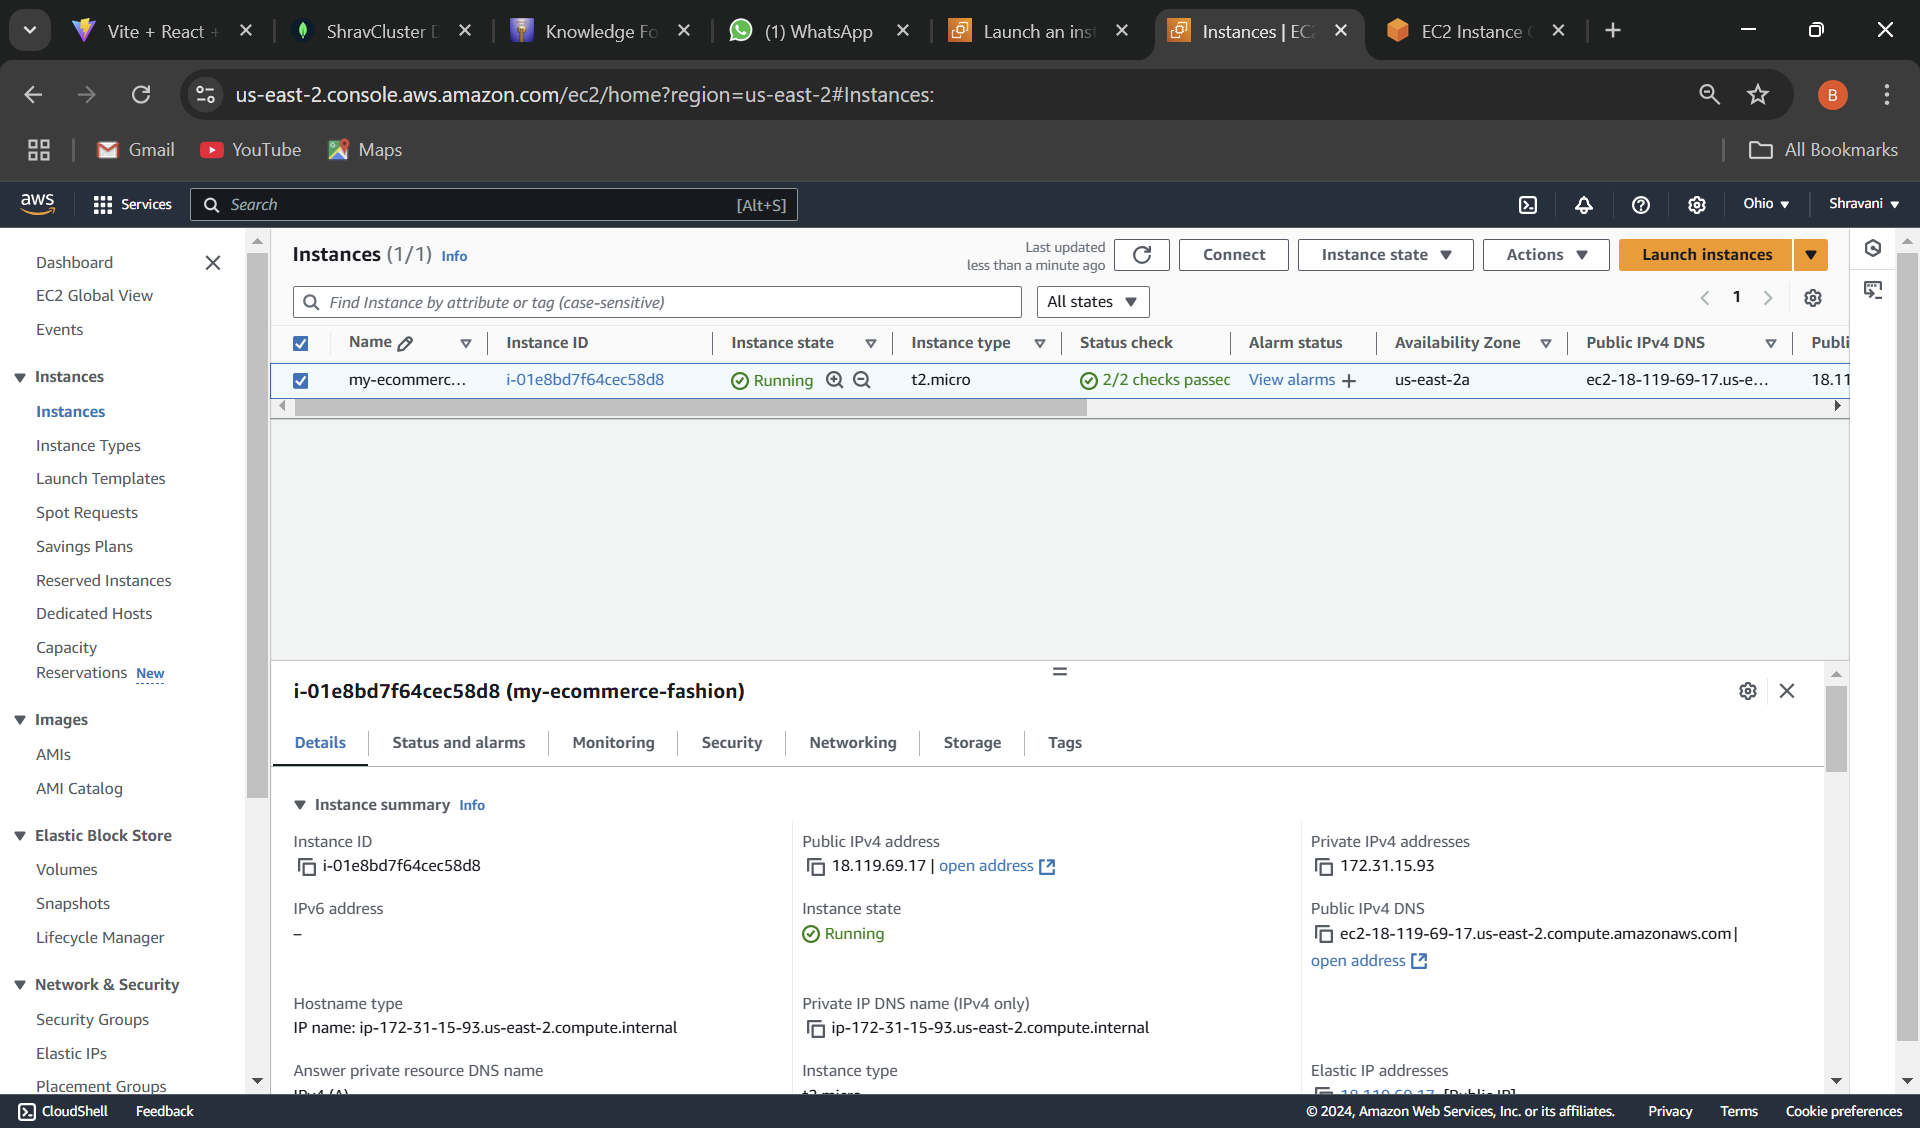 Vite + React +
ShravCluster D
Knowledge Fo
(1) WhatsApp
Launch an inst
Instances | EC2
EC2 Instance C
us-east-2.console.aws.amazon.com/ec2/home?region=us-east-2#Instances:
B
Gmail
YouTube
Maps
All Bookmarks
aws
Services
Search
[Alt+S]
Ohio
Shravani
Dashboard
EC2 Global View
Events
Instances
Instances
Instance Types
Launch Templates
Spot Requests
Savings Plans
Reserved Instances
Dedicated Hosts
Capacity
Reservations New
Images
AMIs
AMI Catalog
Elastic Block Store
Volumes
Snapshots
Lifecycle Manager
Network & Security
Security Groups
Elastic IPs
Placement Groups
Instances (1/1) Info
Last updated
less than a minute ago
Connect
Instance state
Actions
Launch instances
Find Instance by attribute or tag (case-sensitive)
All states
1
Name
Instance ID
Instance state
Instance type
Status check
Alarm status
Availability Zone
Public IPv4 DNS
Publi
my-ecommerc...
i-01e8bd7f64cec58d8
Running
t2.micro
2/2 checks passec
View alarms +
us-east-2a
ec2-18-119-69-17.us-e...
18.11
i-01e8bd7f64cec58d8 (my-ecommerce-fashion)
Details
Status and alarms
Monitoring
Security
Networking
Storage
Tags
Instance summary Info
Instance ID
i-01e8bd7f64cec58d8
Public IPv4 address
18.119.69.17 | open address
Private IPv4 addresses
172.31.15.93
IPv6 address
–
Instance state
Running
Public IPv4 DNS
ec2-18-119-69-17.us-east-2.compute.amazonaws.com |
open address
Hostname type
IP name: ip-172-31-15-93.us-east-2.compute.internal
Private IP DNS name (IPv4 only)
ip-172-31-15-93.us-east-2.compute.internal
Answer private resource DNS name
IPv4 (A)
Instance type
t2.micro
Elastic IP addresses
18.119.69.17 [Public IP]
CloudShell
Feedback
© 2024, Amazon Web Services, Inc. or its affiliates.
Privacy
Terms
Cookie preferences